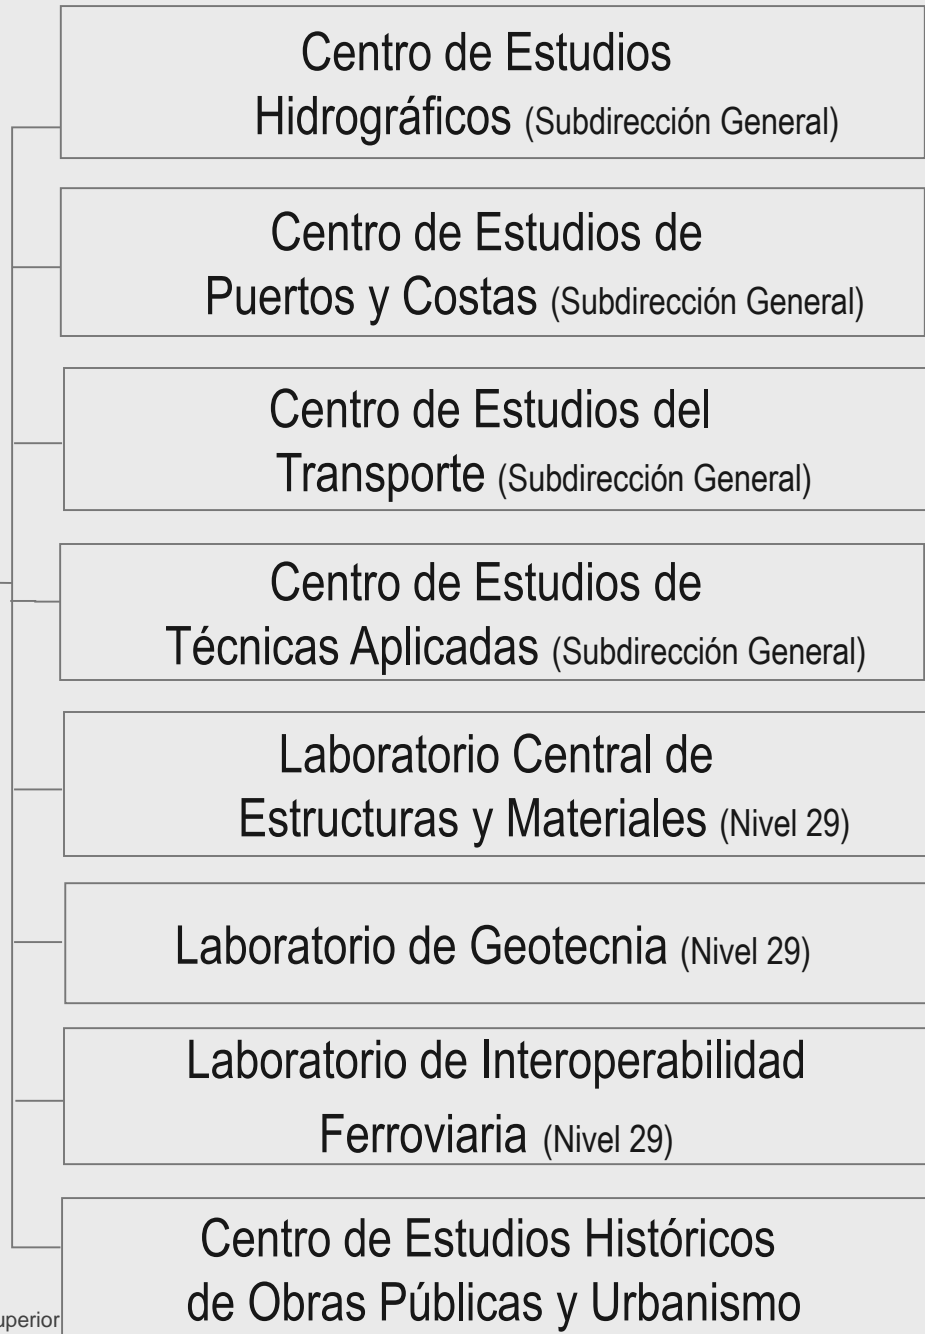 Centro de Estudios
Hidrográficos (Subdirección General)
Centro de Estudios de
Puertos y Costas (Subdirección General)
Centro de Estudios del
Transporte (Subdirección General)
Centro de Estudios de
Técnicas Aplicadas (Subdirección General)
Laboratorio Central de
Estructuras y Materiales (Nivel 29)
Laboratorio de Geotecnia (Nivel 29)
Laboratorio de Interoperabilidad
Ferroviaria (Nivel 29)
Centro de Estudios Históricos
de Obras Públicas y Urbanismo